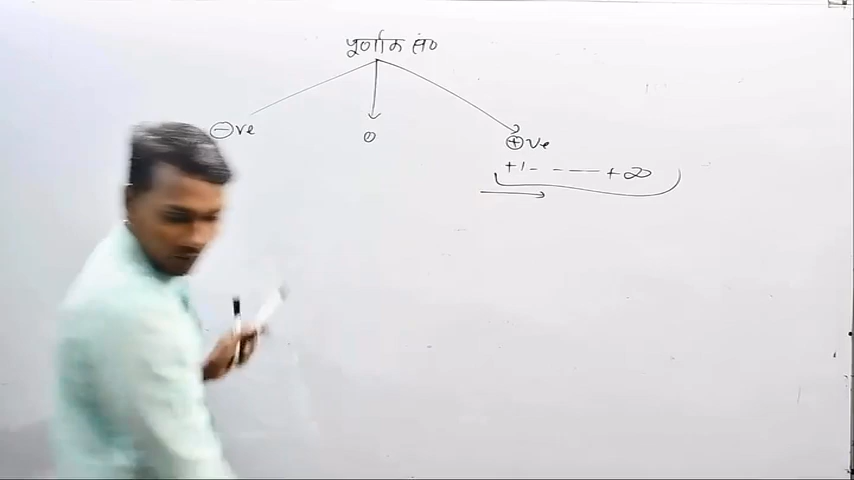 पूर्णांक सं०
⊖ve
0
⊕ve
+1- - —— +∞